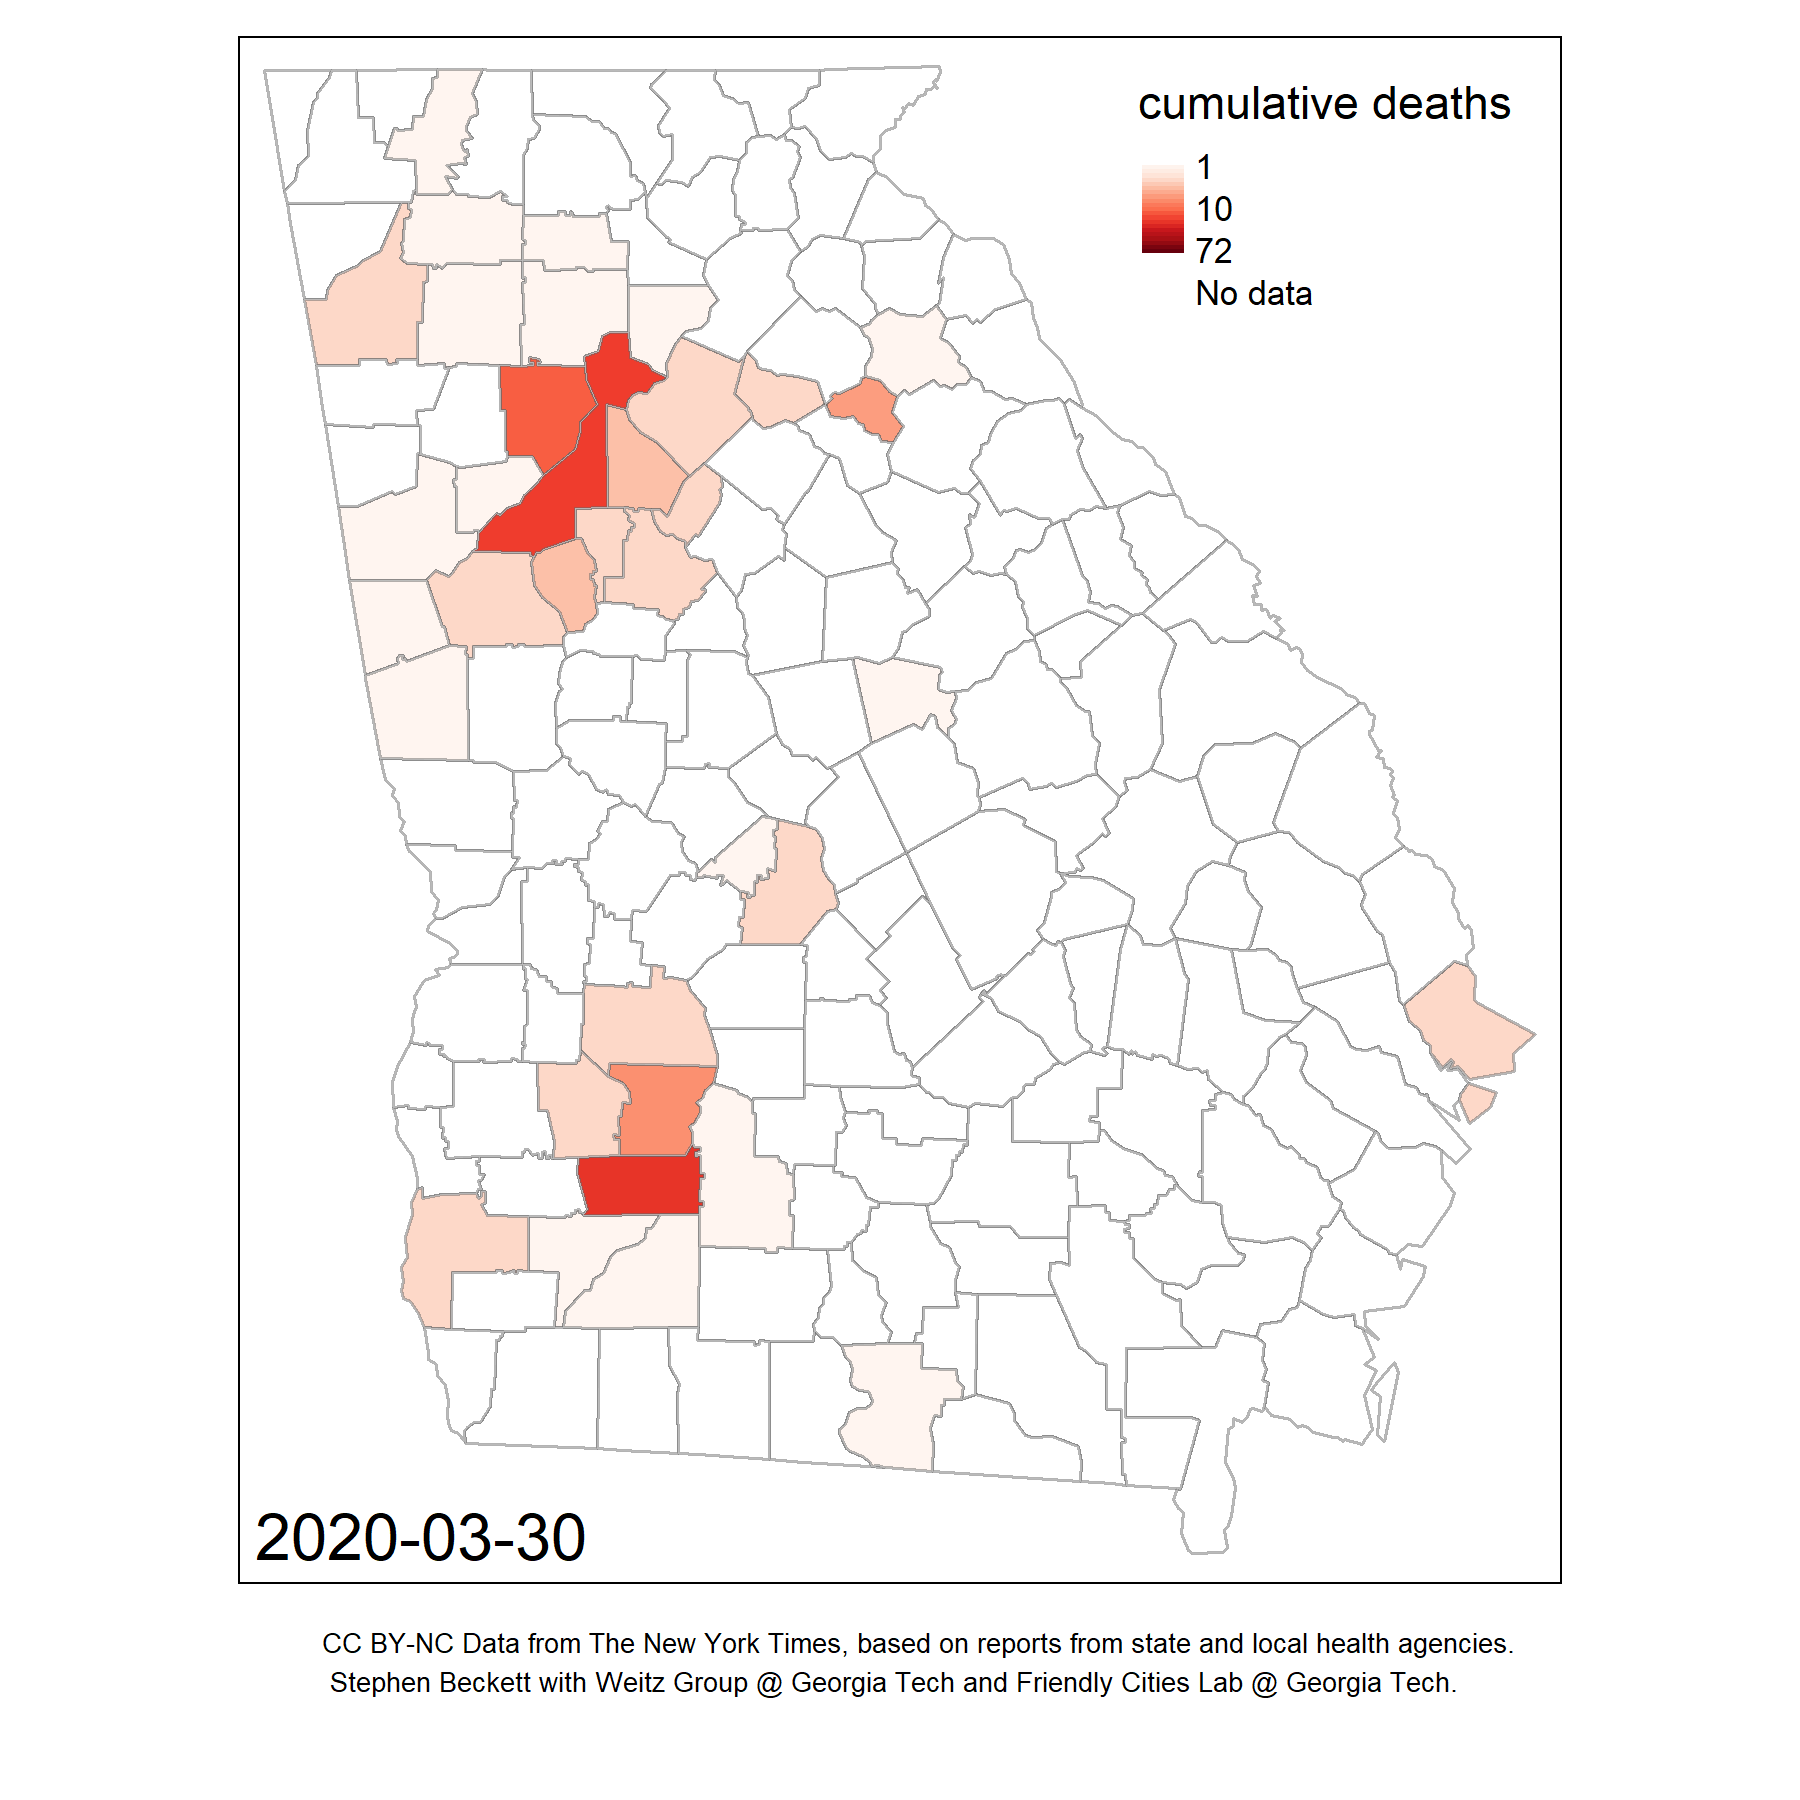 cumulative deaths
1
10
72
No data
2020-03-30
CC BY-NC Data from The New York Times, based on reports from state and local health agencies.
Stephen Beckett with Weitz Group @ Georgia Tech and Friendly Cities Lab @ Georgia Tech.